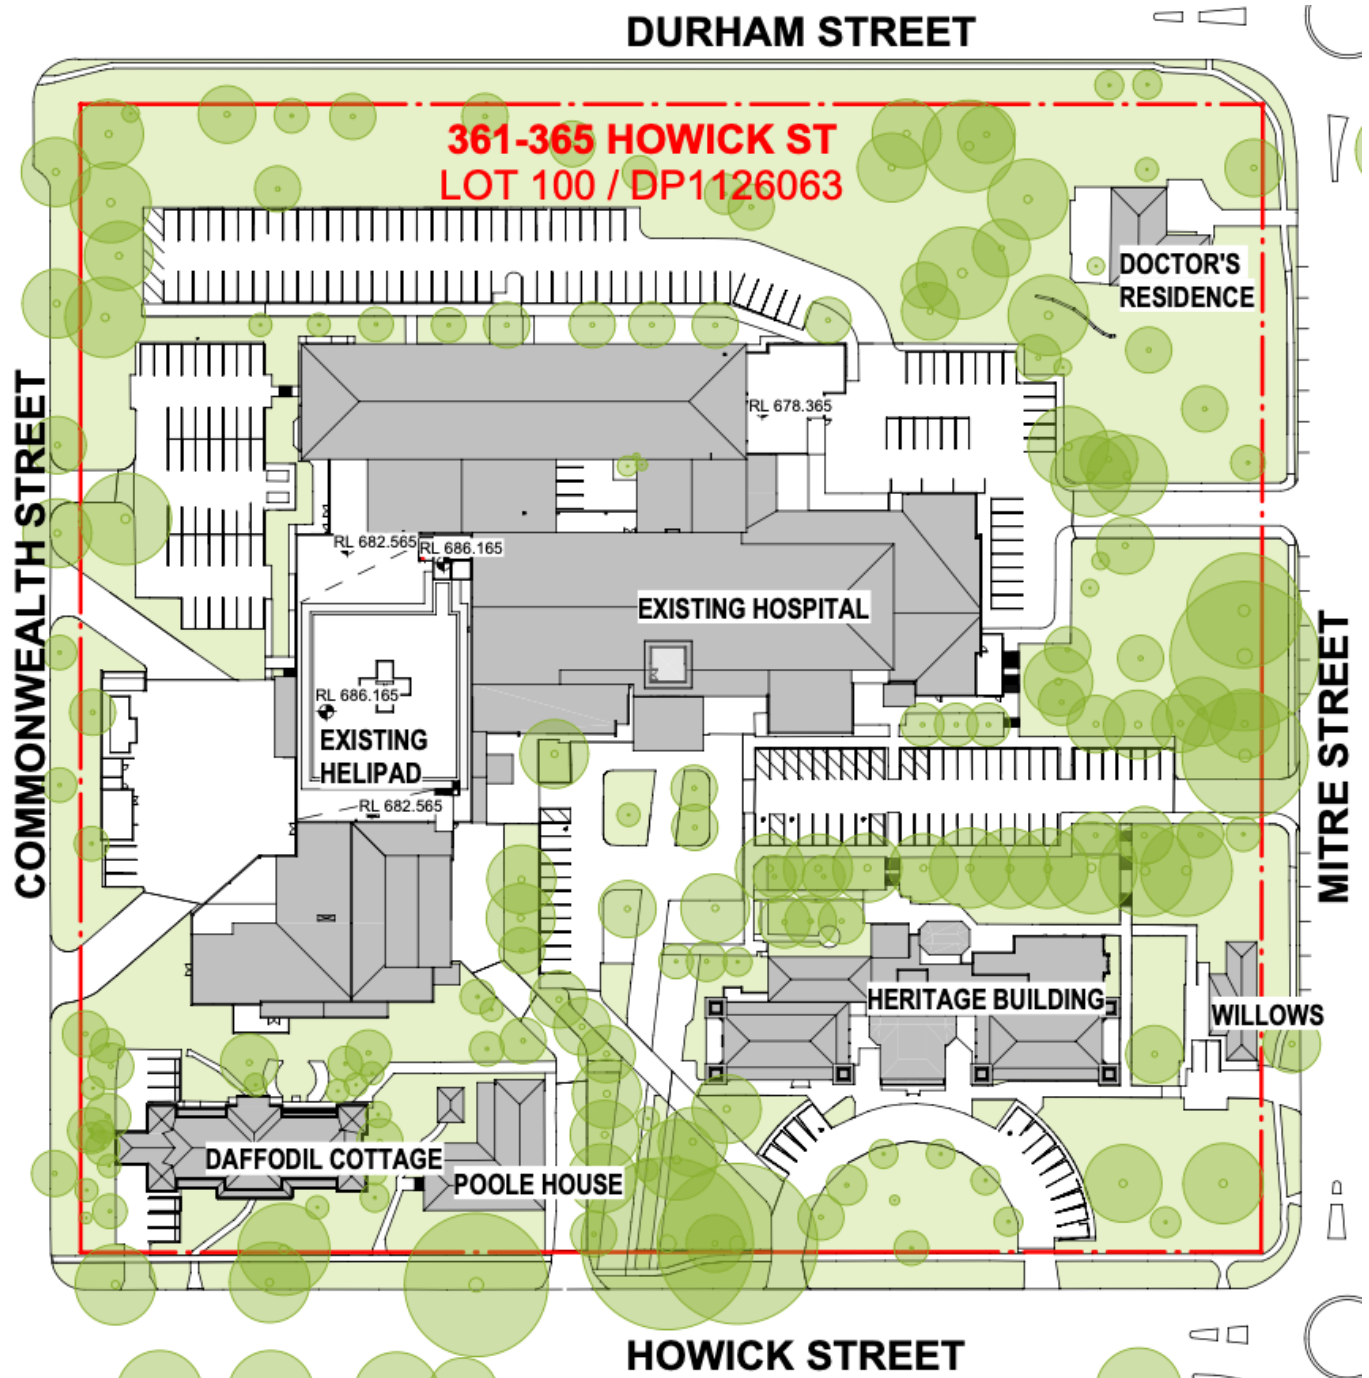 DURHAM STREET
361-365 HOWICK ST
LOT 100 / DP1126063
DOCTOR'S
RESIDENCE
COMMONWEALTH STREET
RL 678.365
RL 682.565
RL 686.165
EXISTING HOSPITAL
RL 686.165
EXISTING
HELIPAD
RL 682.565
MITRE STREET
HERITAGE BUILDING
WILLOWS
DAFFODIL COTTAGE
POOLE HOUSE
HOWICK STREET